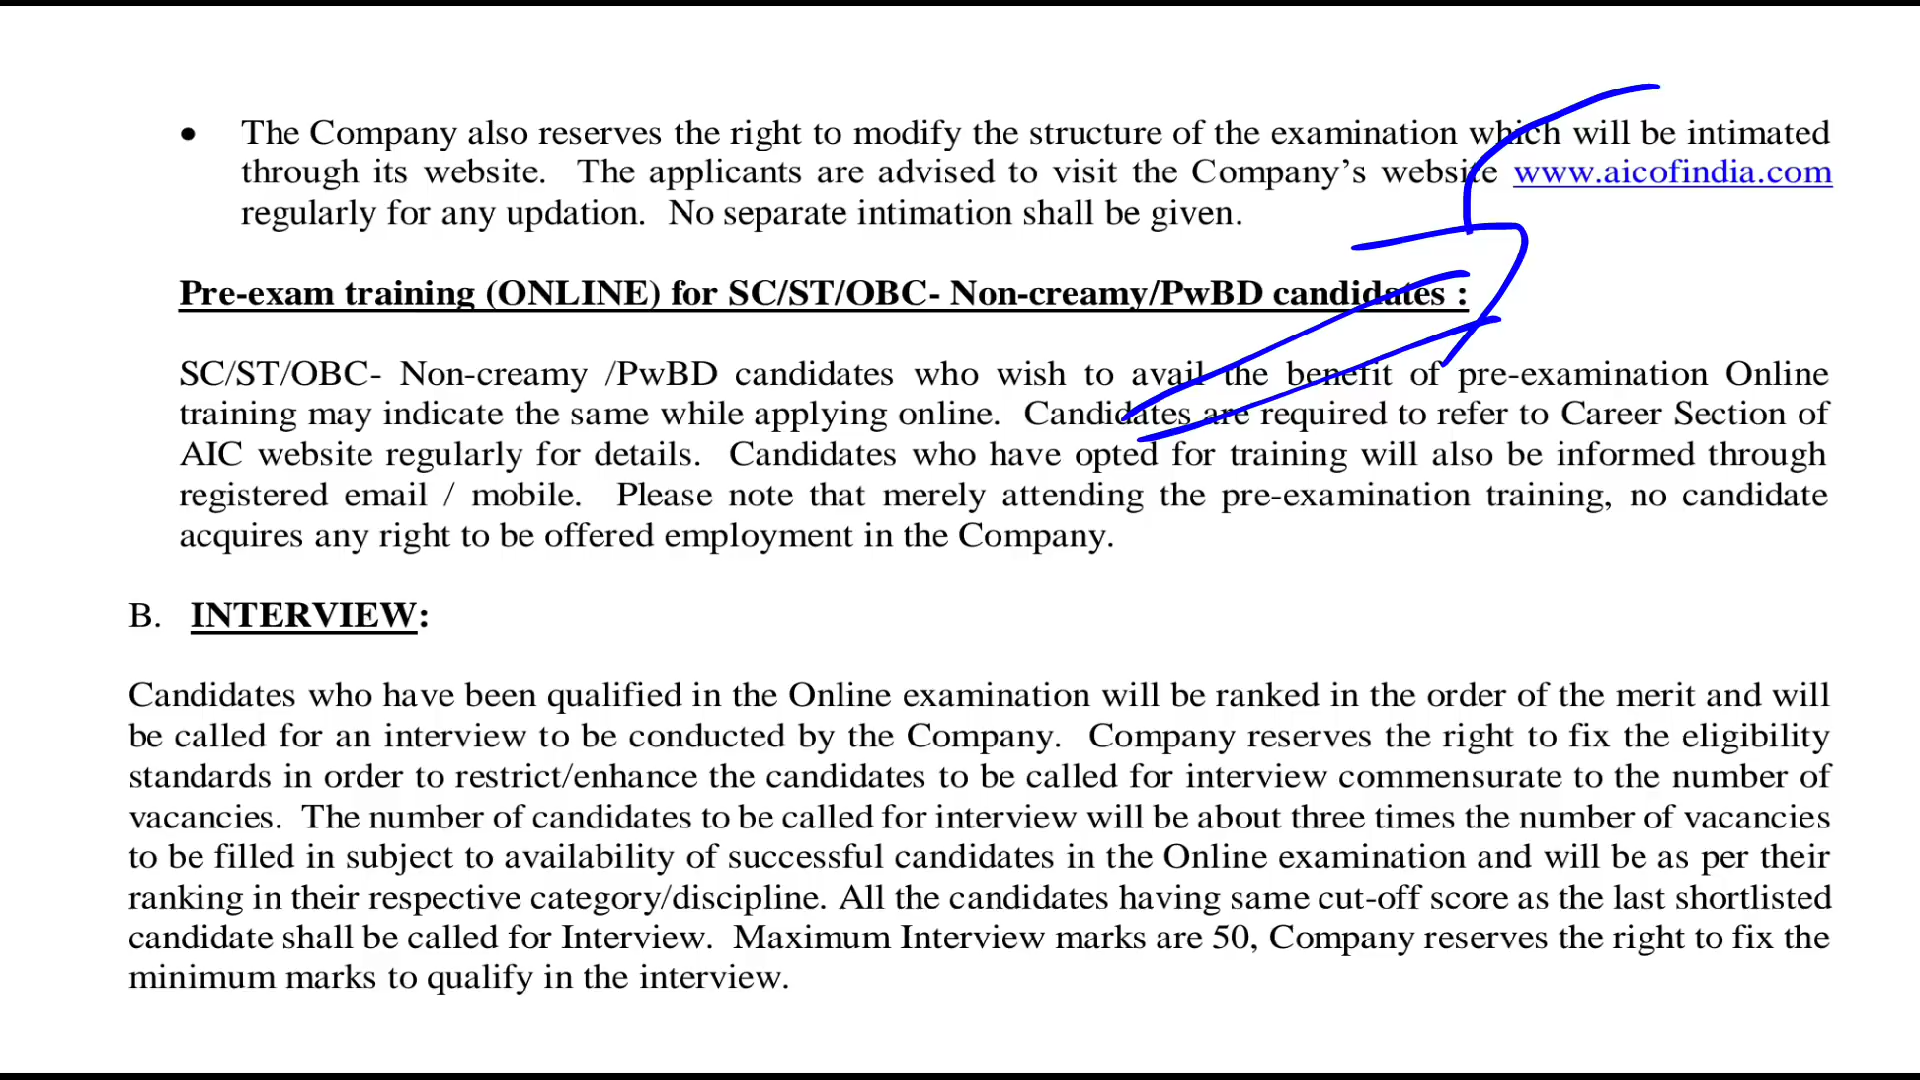 • The Company also reserves the right to modify the structure of the examination which will be intimated
through its website. The applicants are advised to visit the Company’s website www.aicofindia.com
regularly for any updation. No separate intimation shall be given.
Pre-exam training (ONLINE) for SC/ST/OBC- Non-creamy/PwBD candidates :
SC/ST/OBC- Non-creamy /PwBD candidates who wish to avail the benefit of pre-examination Online
training may indicate the same while applying online. Candidates are required to refer to Career Section of
AIC website regularly for details. Candidates who have opted for training will also be informed through
registered email / mobile. Please note that merely attending the pre-examination training, no candidate
acquires any right to be offered employment in the Company.
B. INTERVIEW:
Candidates who have been qualified in the Online examination will be ranked in the order of the merit and will
be called for an interview to be conducted by the Company. Company reserves the right to fix the eligibility
standards in order to restrict/enhance the candidates to be called for interview commensurate to the number of
vacancies. The number of candidates to be called for interview will be about three times the number of vacancies
to be filled in subject to availability of successful candidates in the Online examination and will be as per their
ranking in their respective category/discipline. All the candidates having same cut-off score as the last shortlisted
candidate shall be called for Interview. Maximum Interview marks are 50, Company reserves the right to fix the
minimum marks to qualify in the interview.